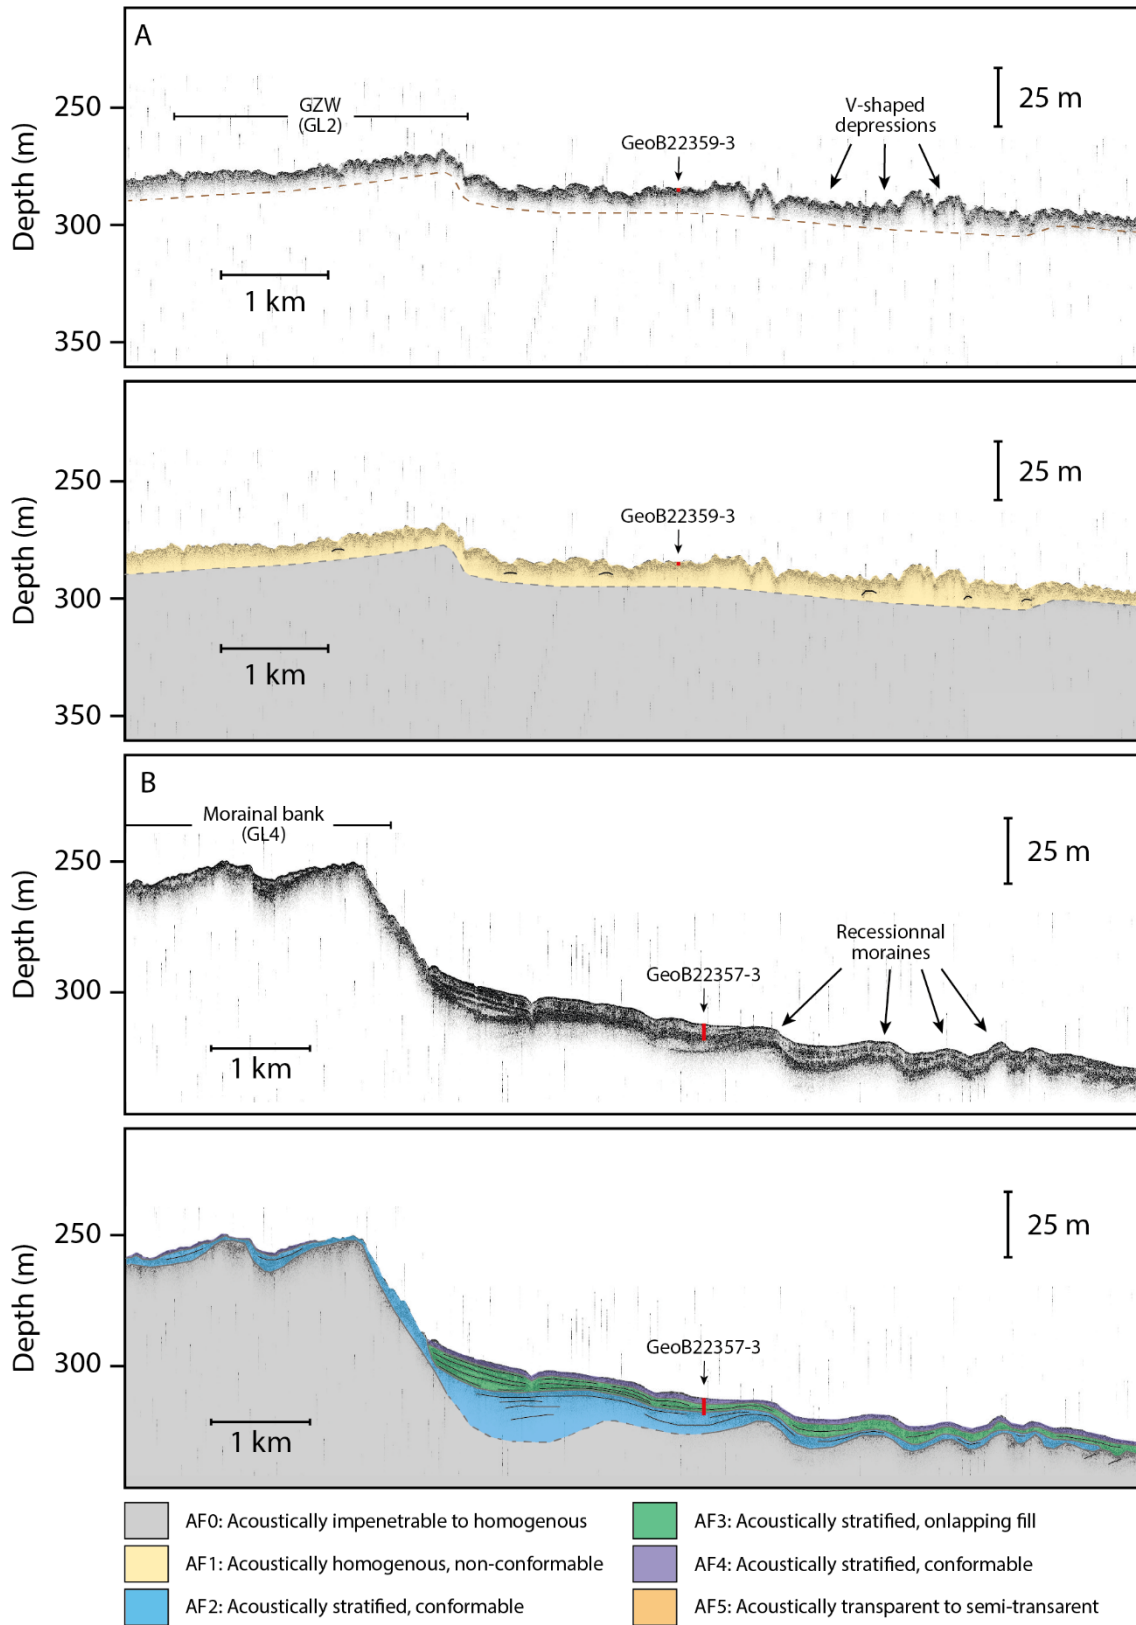 A
GZW
(GL2)
25 m
V-shaped
depressions
GeoB22359-3
250
300
350
Depth (m)
1 km
25 m
GeoB22359-3
250
300
350
Depth (m)
1 km
B
Morainal bank
(GL4)
25 m
Recessionnal
moraines
GeoB22357-3
250
300
Depth (m)
1 km
25 m
GeoB22357-3
250
300
Depth (m)
1 km
AF0: Acoustically impenetrable to homogenous
AF1: Acoustically homogenous, non-conformable
AF2: Acoustically stratified, conformable
AF3: Acoustically stratified, onlapping fill
AF4: Acoustically stratified, conformable
AF5: Acoustically transparent to semi-transarent